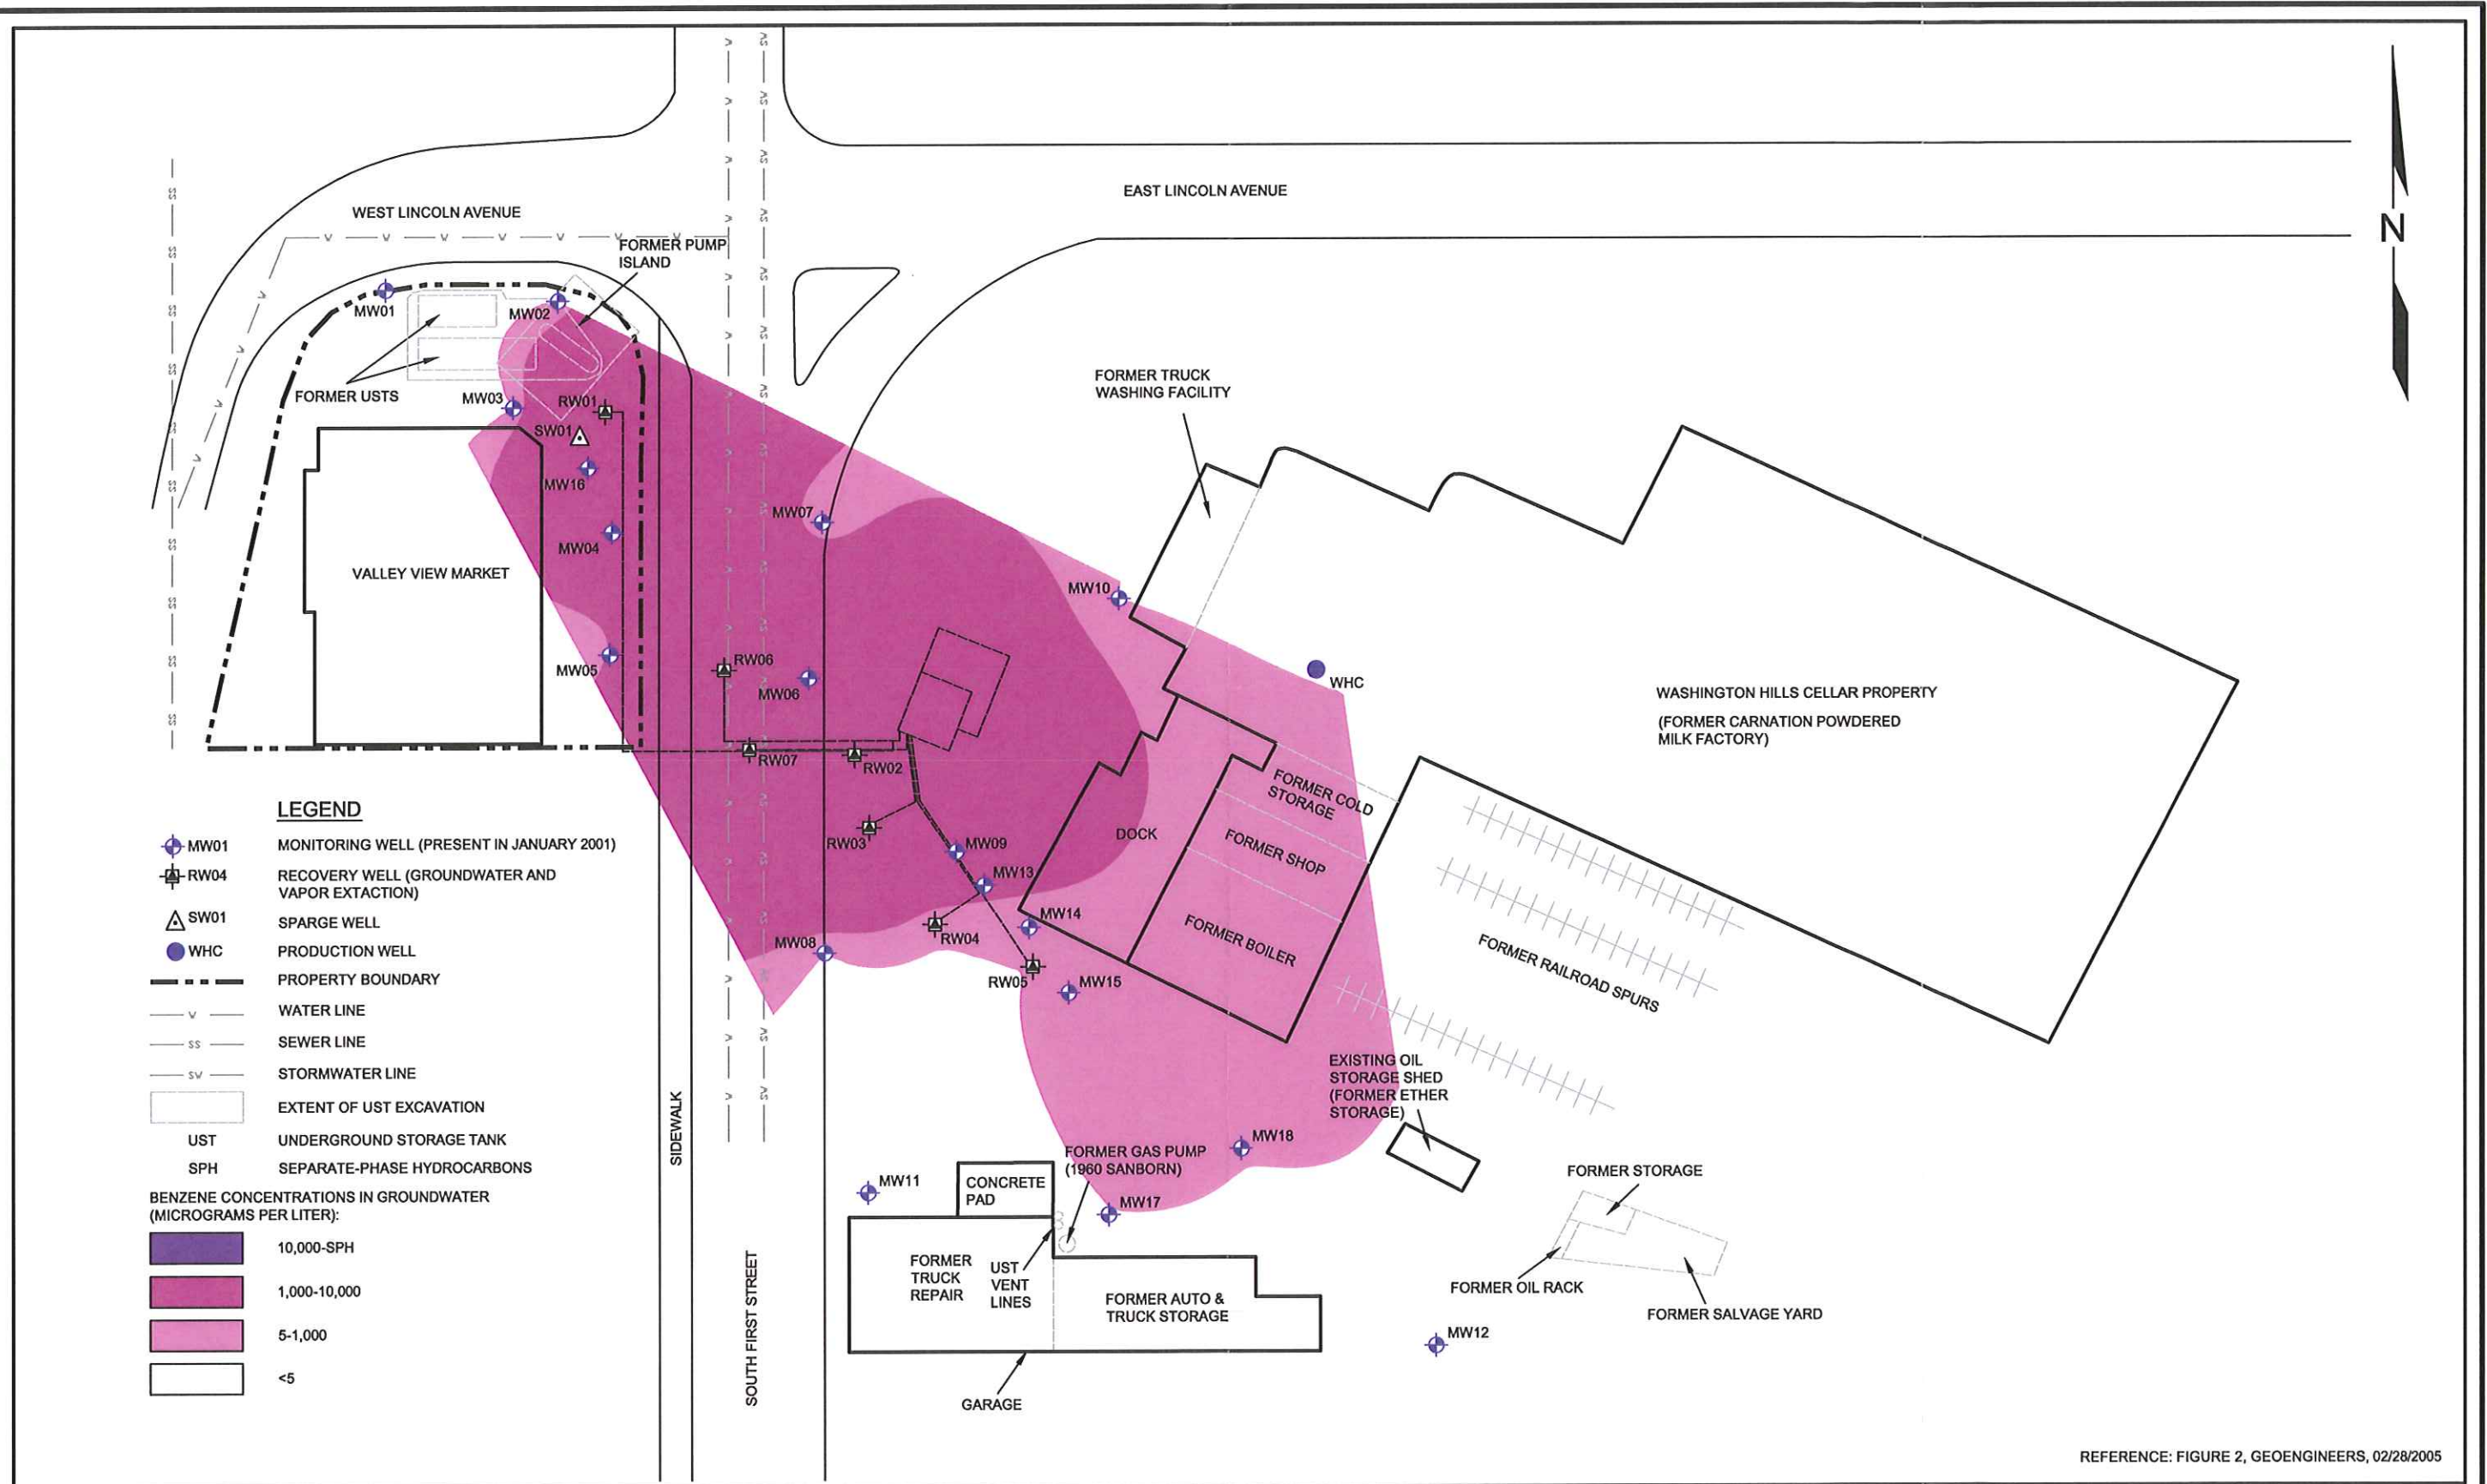 EAST LINCOLN AVENUE
WEST LINCOLN AVENUE
N
FORMER PUMP
ISLAND
MW01
MW02
FORMER USTS
MW03
RW01
SW01
MW16
MW04
VALLEY VIEW MARKET
MW05
MW07
RW06
MW06
RW07
RW02
RW03
MW09
MW13
RW04
MW08
MW14
RW05
MW15
MW10
FORMER TRUCK
WASHING FACILITY
WHC
WASHINGTON HILLS CELLAR PROPERTY
(FORMER CARNATION POWDERED
MILK FACTORY)
DOCK
FORMER COLD
STORAGE
FORMER SHOP
FORMER BOILER
FORMER RAILROAD SPURS
EXISTING OIL
STORAGE SHED
(FORMER ETHER
STORAGE)
MW18
FORMER GAS PUMP
(1960 SANBORN)
MW17
MW11
CONCRETE
PAD
FORMER
TRUCK
REPAIR
UST
VENT
LINES
FORMER AUTO &
TRUCK STORAGE
GARAGE
FORMER STORAGE
FORMER OIL RACK
FORMER SALVAGE YARD
MW12
SIDEWALK
SOUTH FIRST STREET
LEGEND
MW01 MONITORING WELL (PRESENT IN JANUARY 2001)
RW04 RECOVERY WELL (GROUNDWATER AND
VAPOR EXTACTION)
SW01 SPARGE WELL
WHC PRODUCTION WELL
PROPERTY BOUNDARY
V WATER LINE
SS SEWER LINE
SV STORMWATER LINE
EXTENT OF UST EXCAVATION
UST UNDERGROUND STORAGE TANK
SPH SEPARATE-PHASE HYDROCARBONS
BENZENE CONCENTRATIONS IN GROUNDWATER
(MICROGRAMS PER LITER):
10,000-SPH
1,000-10,000
5-1,000
<5
REFERENCE: FIGURE 2, GEOENGINEERS, 02/28/2005